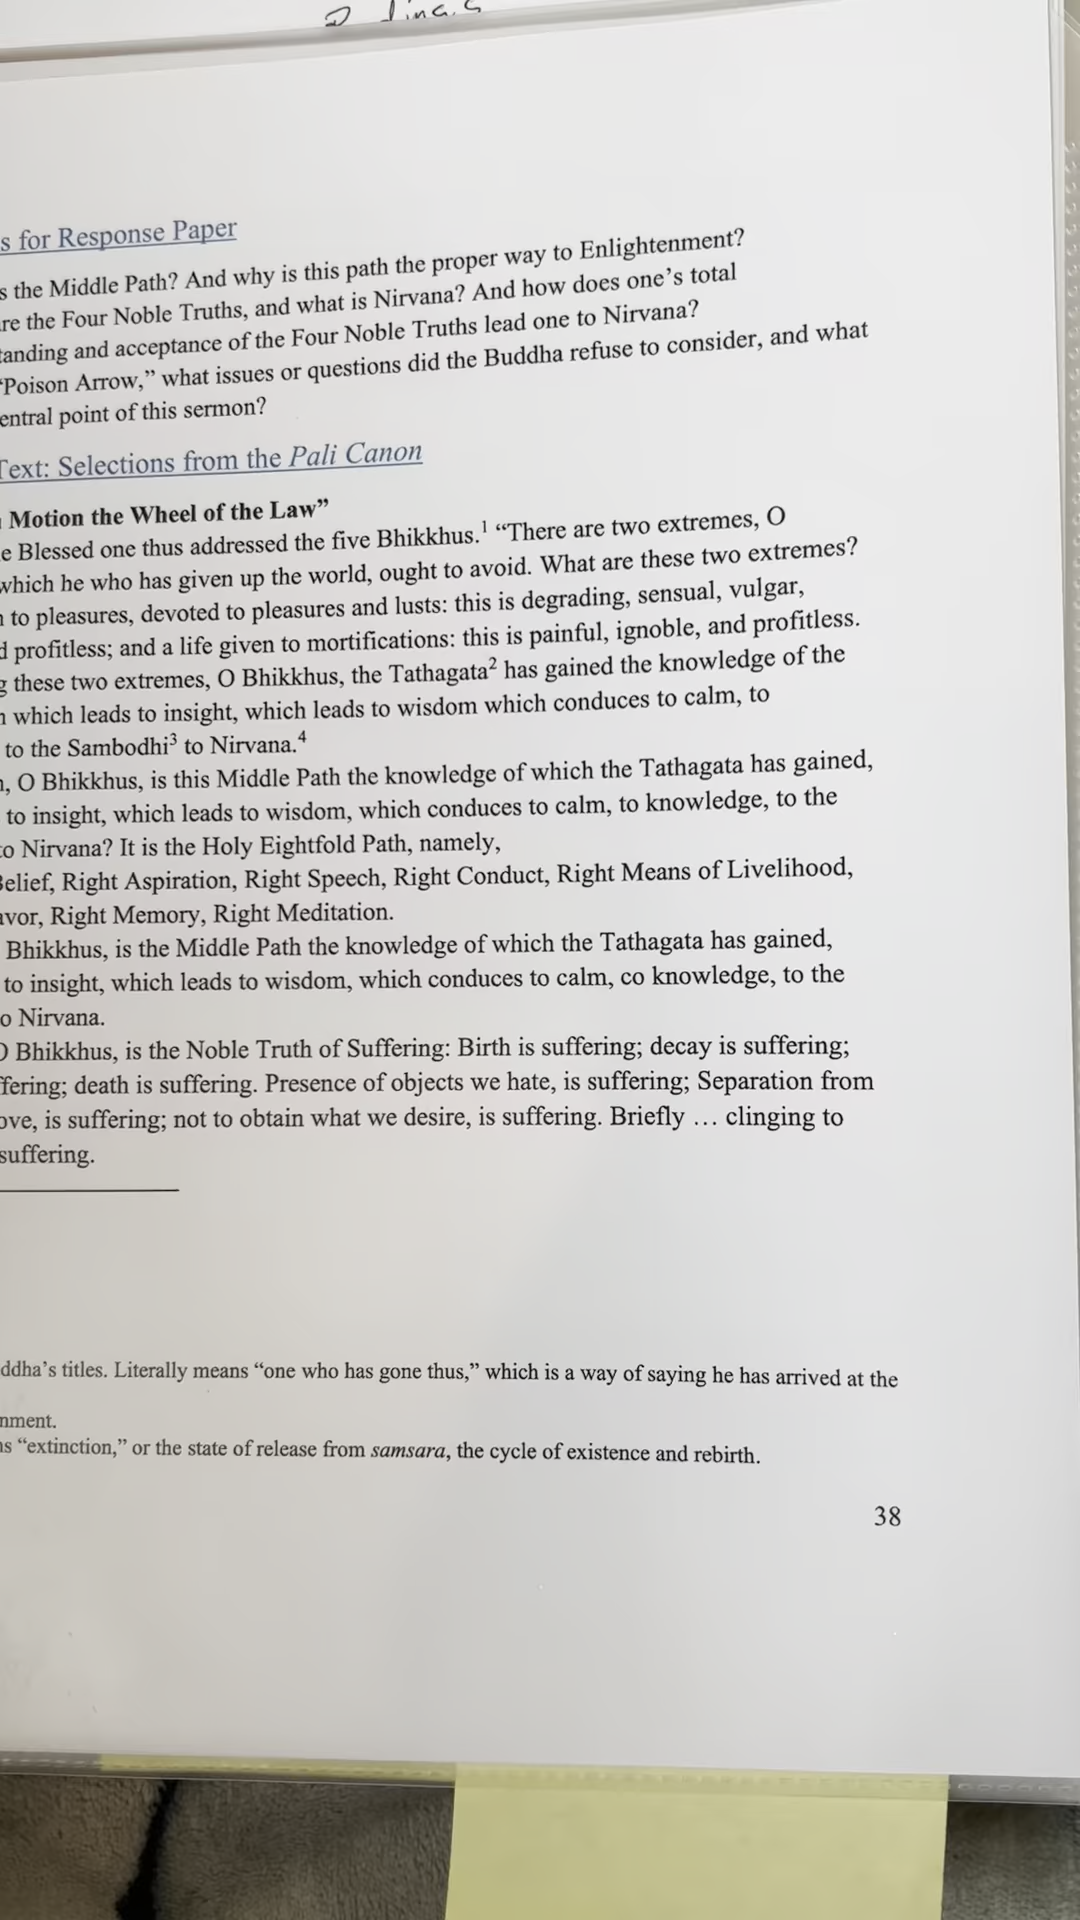 s for Response Paper
s the Middle Path? And why is this path the proper way to Enlightenment?
re the Four Noble Truths, and what is Nirvana? And how does one's total
tanding and acceptance of the Four Noble Truths lead one to Nirvana?
“Poison Arrow,” what issues or questions did the Buddha refuse to consider, and what
entral point of this sermon?
Text: Selections from the Pali Canon
Motion the Wheel of the Law”
e Blessed one thus addressed the five Bhikkhus.1 “There are two extremes, O
which he who has given up the world, ought to avoid. What are these two extremes?
n to pleasures, devoted to pleasures and lusts: this is degrading, sensual, vulgar,
d profitless; and a life given to mortifications: this is painful, ignoble, and profitless.
g these two extremes, O Bhikkhus, the Tathagata2 has gained the knowledge of the
h which leads to insight, which leads to wisdom which conduces to calm, to
to the Sambodhi3 to Nirvana.4
, O Bhikkhus, is this Middle Path the knowledge of which the Tathagata has gained,
to insight, which leads to wisdom, which conduces to calm, to knowledge, to the
to Nirvana? It is the Holy Eightfold Path, namely,
Belief, Right Aspiration, Right Speech, Right Conduct, Right Means of Livelihood,
avor, Right Memory, Right Meditation.
Bhikkhus, is the Middle Path the knowledge of which the Tathagata has gained,
to insight, which leads to wisdom, which conduces to calm, co knowledge, to the
o Nirvana.
O Bhikkhus, is the Noble Truth of Suffering: Birth is suffering; decay is suffering;
fering; death is suffering. Presence of objects we hate, is suffering; Separation from
ove, is suffering; not to obtain what we desire, is suffering. Briefly … clinging to
suffering.
ddha's titles. Literally means “one who has gone thus,” which is a way of saying he has arrived at the
nment.
ns “extinction,” or the state of release from samsara, the cycle of existence and rebirth.
38